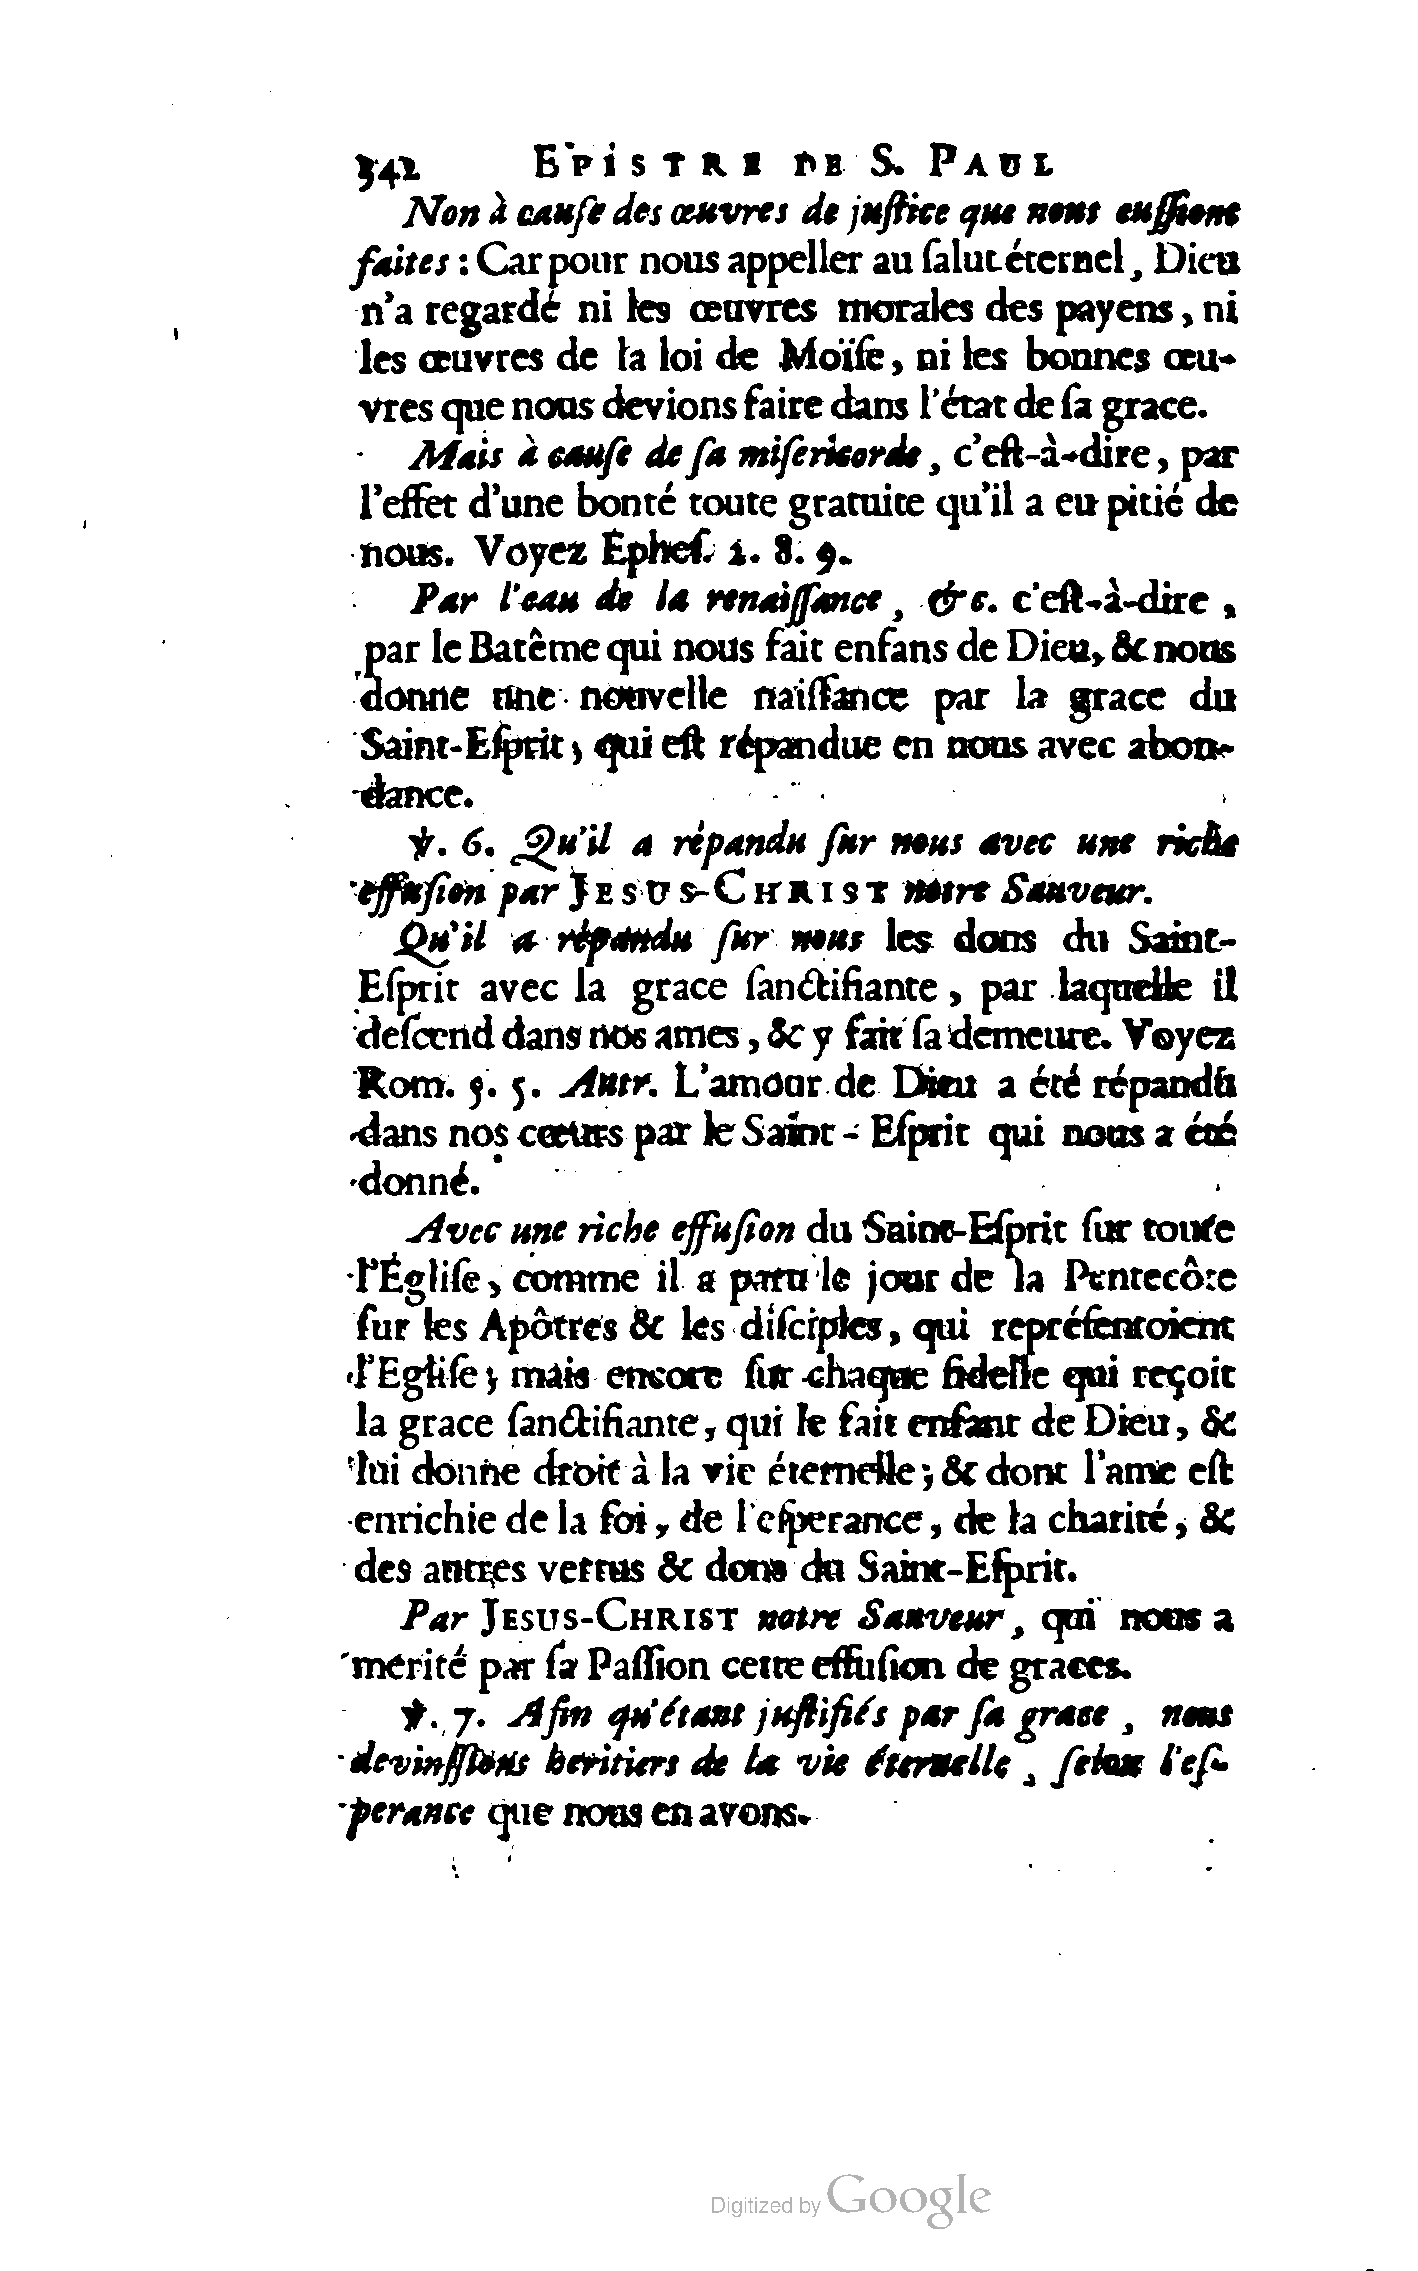 342 EPISTRE DE S. PAUL
Non à cauſe des œuvres de juſtice que nous euſſions
faites : Car pour nous appeller au ſalut éternel, Dieu
n'a regardé ni les œuvres morales des payens, ni
les œuvres de la loi de Moïſe, ni les bonnes œu-
vres que nous devions faire dans l'état de ſa grace.
Mais à cauſe de ſa miſericorde, c'eſt-à-dire, par
l'effet d'une bonté toute gratuite qu'il a eu pitié de
nous. Voyez Epheſ. 2. 8. 9.
Par l'eau de la renaiſſance, &c. c'eſt-à-dire,
par le Batême qui nous fait enfans de Dieu, & nous
donne une nouvelle naiſſance par la grace du
Saint-Eſprit, qui eſt répandue en nous avec abon-
dance.
℣. 6. Qu'il a répandu ſur nous avec une riche
effuſion par JESUS-CHRIST notre Sauveur.
Qu'il a répandu ſur nous les dons du Saint-
Eſprit avec la grace ſanctifiante, par laquelle il
deſcend dans nos ames, & y fait ſa demeure. Voyez
Rom. 5. 5. Autr. L'amour de Dieu a été répandu
dans nos cœurs par le Saint-Eſprit qui nous a été
donné.
Avec une riche effuſion du Saint-Eſprit ſur toute
l'Égliſe, comme il a paru le jour de la Pentecôte
ſur les Apôtres & les diſciples, qui repréſentoient
l'Egliſe; mais encore ſur chaque fidelle qui reçoit
la grace ſanctifiante, qui le fait enfant de Dieu, &
lui donne droit à la vie éternelle; & dont l'ame eſt
enrichie de la foi, de l'eſperance, de la charité, &
des autres vertus & dons du Saint-Eſprit.
Par JESUS-CHRIST notre Sauveur, qui nous a
merité par ſa Paſſion cette effuſion de graces.
℣. 7. Afin qu'étant juſtifiés par ſa grace, nous
devinſſions heritiers de la vie éternelle, ſelon l'eſ-
perance que nous en avons.
Digitized by Google